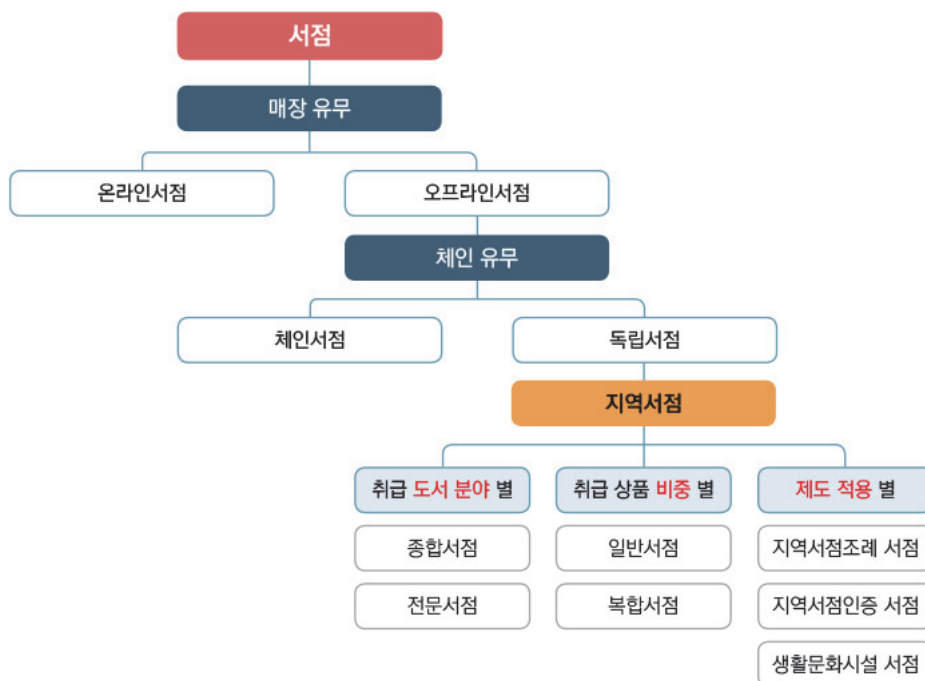 서점
매장 유무
온라인서점
오프라인서점
체인 유무
체인서점
독립서점
지역서점
취급 도서 분야 별
취급 상품 비중 별
제도 적용 별
종합서점
일반서점
지역서점조례 서점
전문서점
복합서점
지역서점인증 서점
생활문화시설 서점